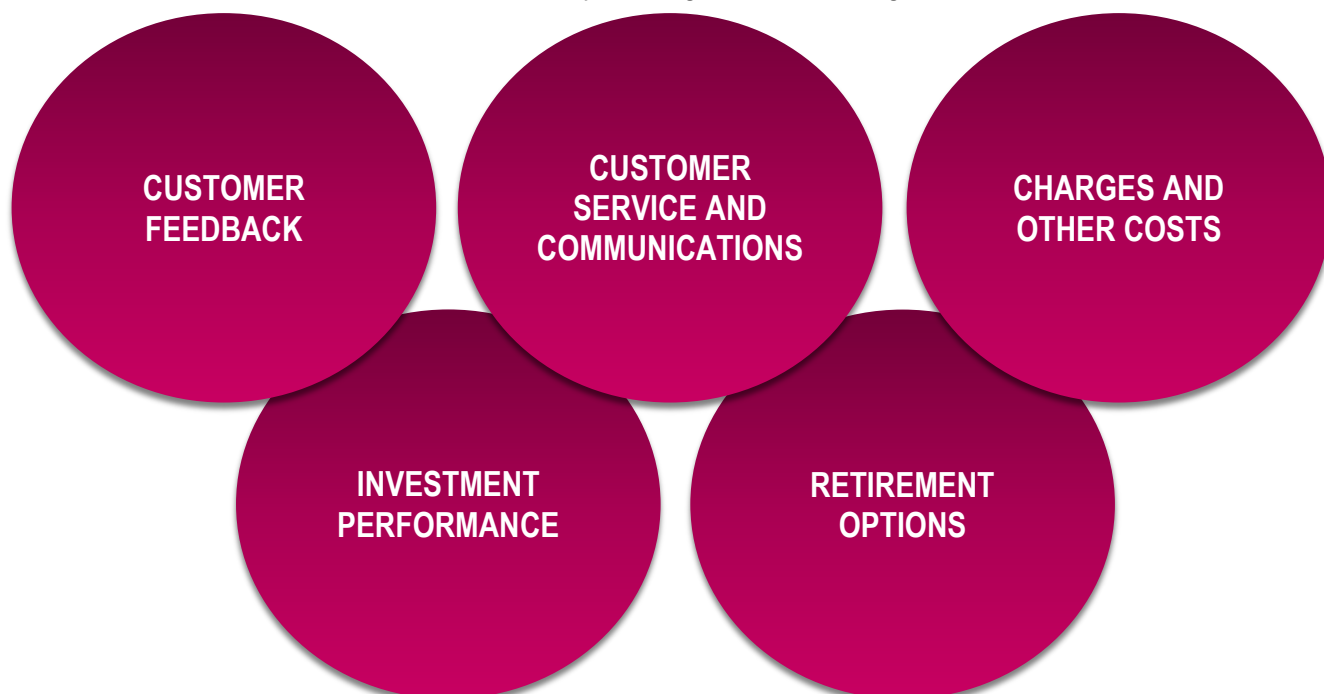 CUSTOMER
FEEDBACK
CUSTOMER
SERVICE AND
COMMUNICATIONS
CHARGES AND
OTHER COSTS
INVESTMENT
PERFORMANCE
RETIREMENT
OPTIONS